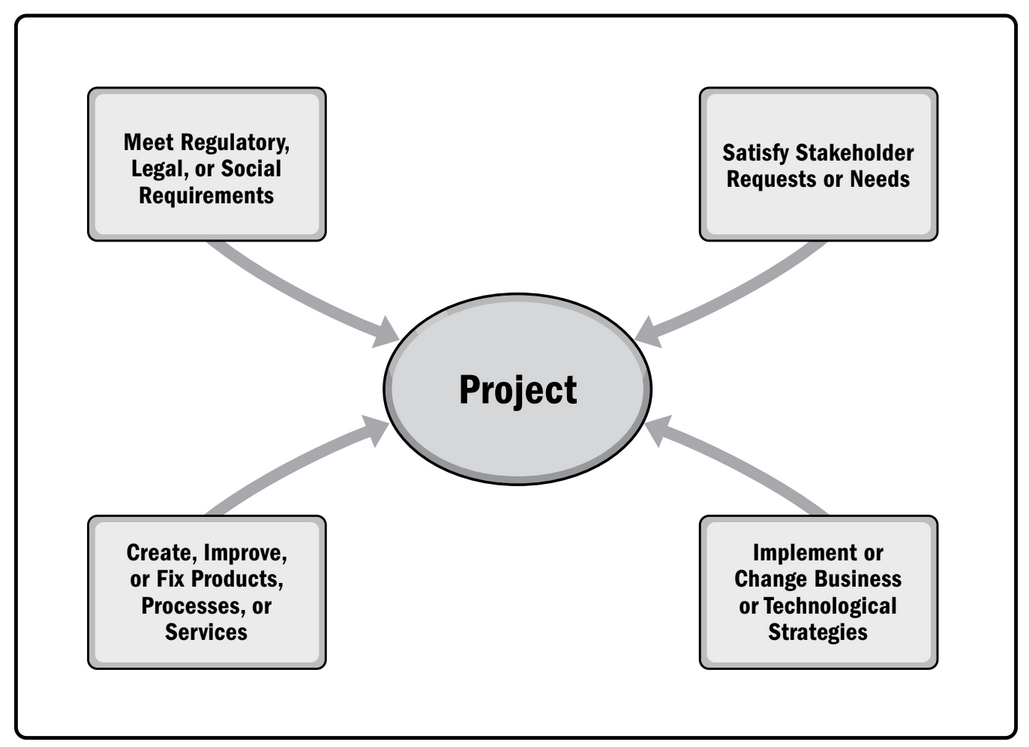 Meet Regulatory,
Legal, or Social
Requirements
Satisfy Stakeholder
Requests or Needs
Project
Create, Improve,
or Fix Products,
Processes, or
Services
Implement or
Change Business
or Technological
Strategies